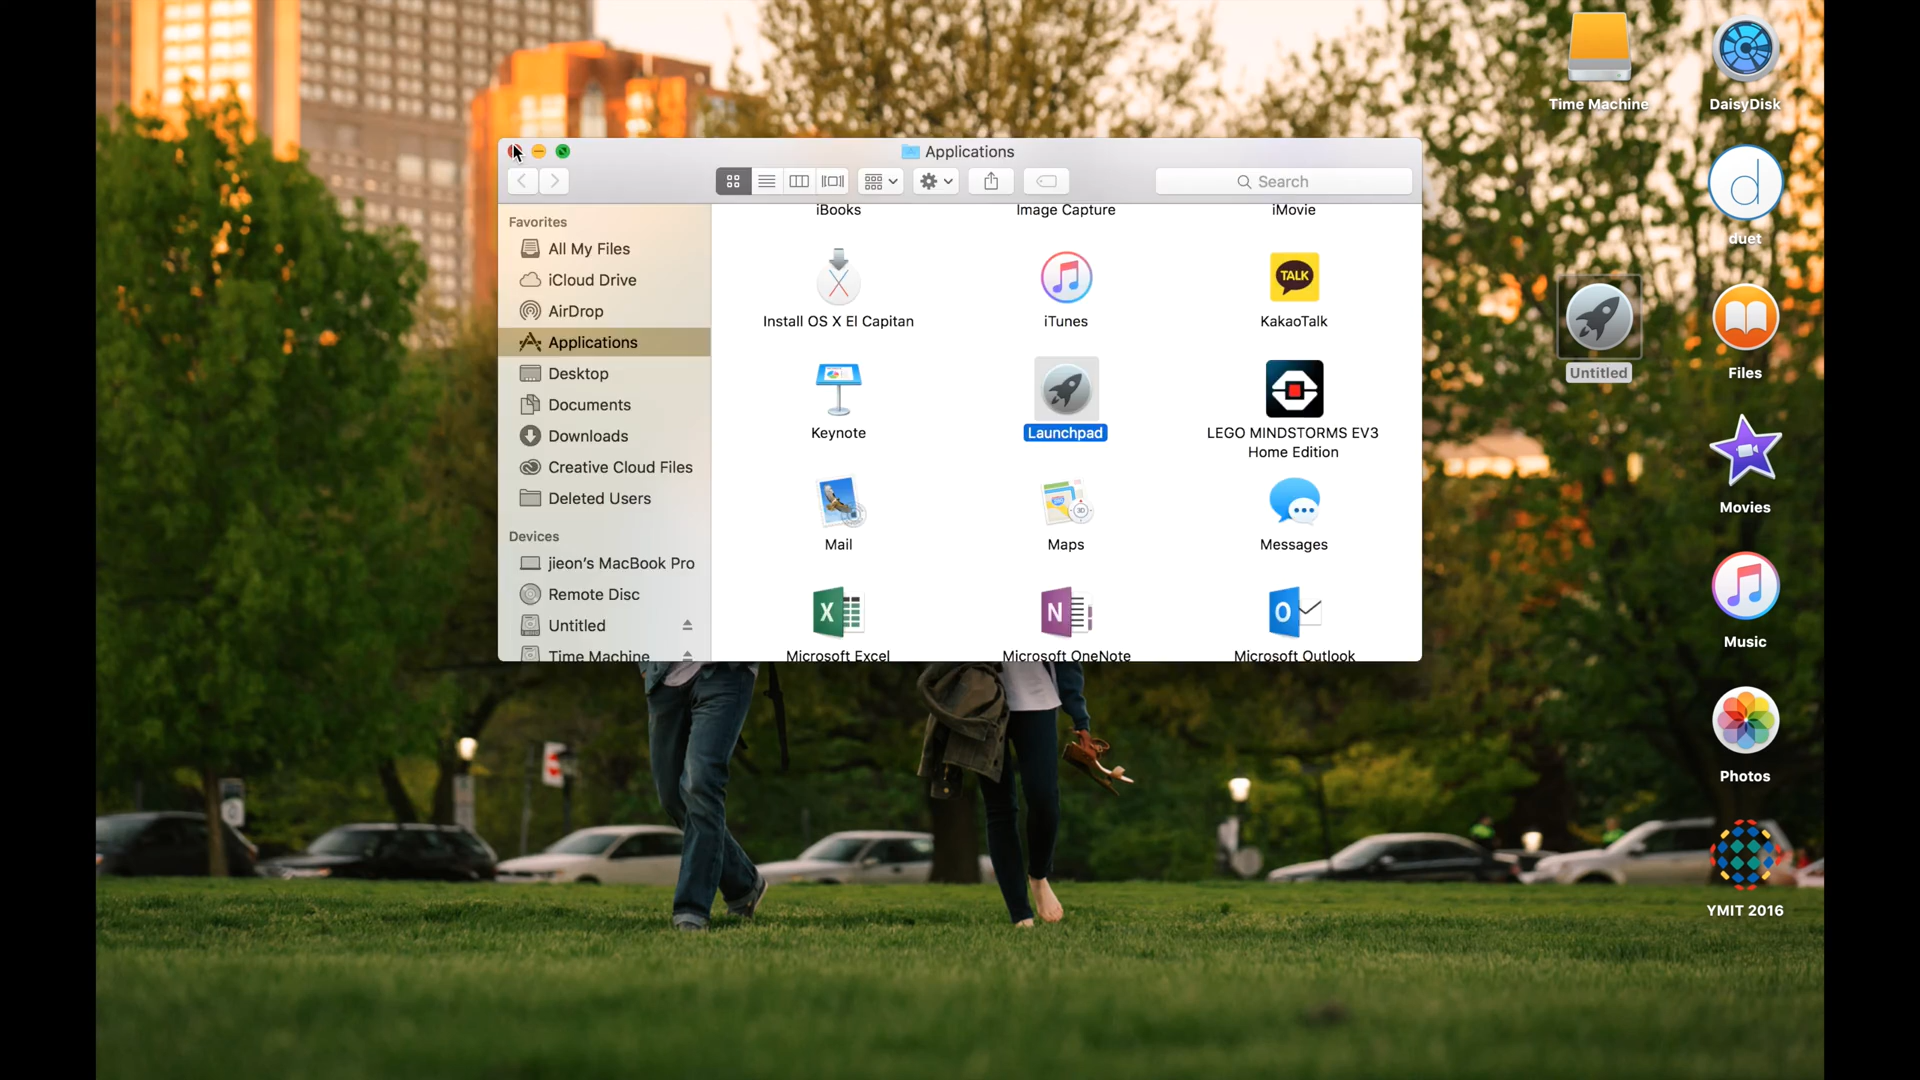 Applications
Search
Favorites
All My Files
iCloud Drive
AirDrop
Applications
Desktop
Documents
Downloads
Creative Cloud Files
Deleted Users
Devices
jieon's MacBook Pro
Remote Disc
Untitled
Time Machine
iBooks
Image Capture
iMovie
TALK
Install OS X El Capitan
iTunes
KakaoTalk
Keynote
Launchpad
LEGO MINDSTORMS EV3
Home Edition
Mail
Maps
Messages
Microsoft Excel
Microsoft OneNote
Microsoft Outlook
Time Machine
DaisyDisk
duet
Untitled
Files
Movies
Music
Photos
YMIT 2016